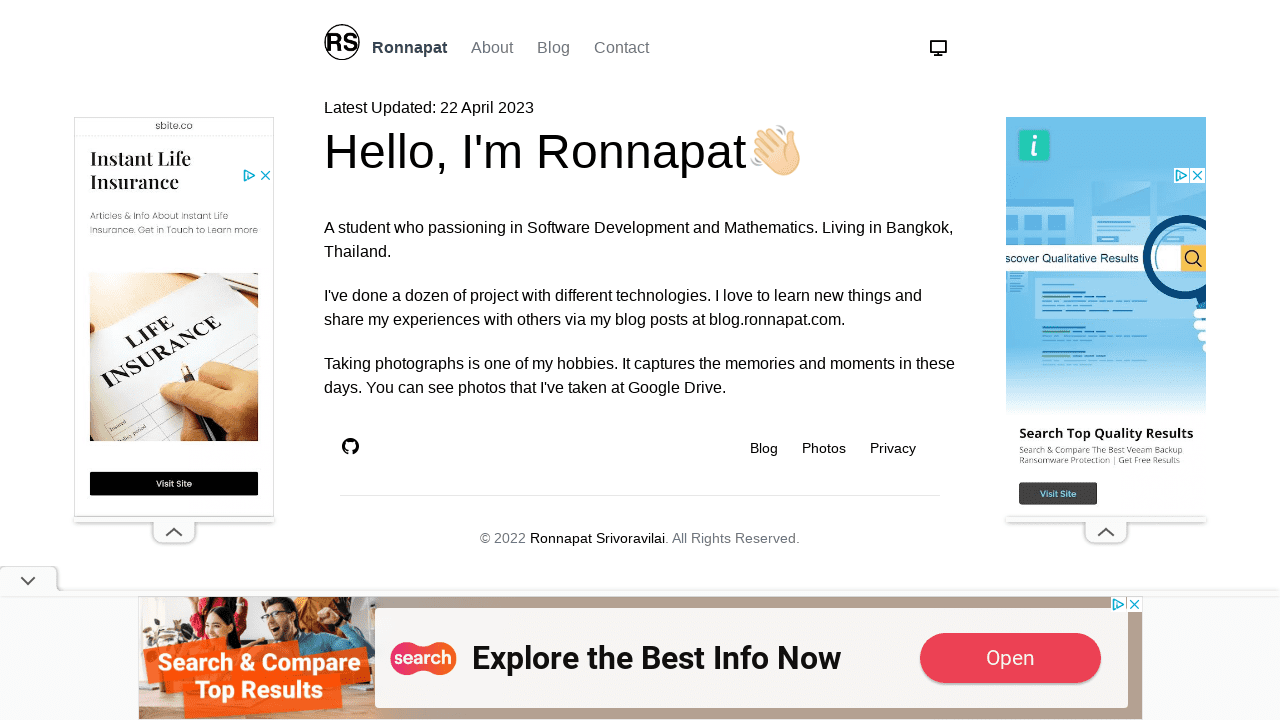 RS
Ronnapat About Blog Contact
Latest Updated: 22 April 2023
Hello, I'm Ronnapat
A student who passioning in Software Development and Mathematics. Living in Bangkok,
Thailand.
I've done a dozen of project with different technologies. I love to learn new things and
share my experiences with others via my blog posts at blog.ronnapat.com.
Taking photographs is one of my hobbies. It captures the memories and moments in these
days. You can see photos that I've taken at Google Drive.
Blog Photos Privacy
© 2022 Ronnapat Srivoravilai. All Rights Reserved.
sbite.co
Instant Life
Insurance
Articles & Info About Instant Life
Insurance. Get in Touch to Learn more
LIFE
INSURANCE
Visit Site
i
scover Qualitative Results
Search Top Quality Results
Search & Compare The Best Veeam Backup
Ransomware Protection | Get Free Results
Visit Site
Search & Compare
Top Results
search
Explore the Best Info Now
Open